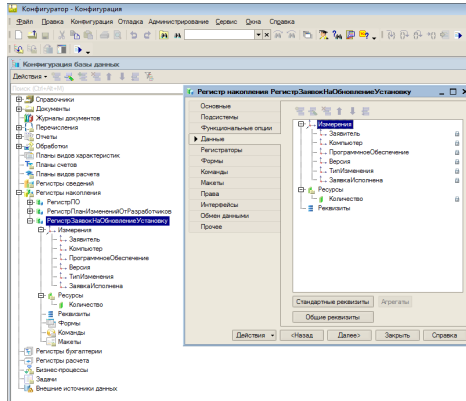 Конфигуратор - Конфигурация
Файл Правка Конфигурация Отладка Администрирование Сервис Окна Справка
Конфигурация базы данных
Действия
Поиск (Ctrl+Alt+M)
Справочники
Документы
Журналы документов
Перечисления
Отчеты
Обработки
Планы видов характеристик
Планы счетов
Планы видов расчета
Регистры сведений
Регистры накопления
РегистрПО
РегистрПланИзмененийОтРазработчиков
РегистрЗаявокНаОбновлениеУстановку
Измерения
Заявитель
Компьютер
ПрограммноеОбеспечение
Версия
ТипИзменения
ЗаявкаИсполнена
Ресурсы
Количество
Реквизиты
Формы
Команды
Макеты
Регистры бухгалтерии
Регистры расчета
Бизнес-процессы
Задачи
Внешние источники данных
Регистр накопления РегистрЗаявокНаОбновлениеУстановку
Основные
Подсистемы
Функциональные опции
Данные
Регистраторы
Формы
Команды
Макеты
Права
Интерфейсы
Обмен данными
Прочее
Измерения
Заявитель
Компьютер
ПрограммноеОбеспечение
Версия
ТипИзменения
ЗаявкаИсполнена
Ресурсы
Количество
Реквизиты
Стандартные реквизиты Агрегаты
Общие реквизиты
Действия <Назад Далее> Закрыть Справка